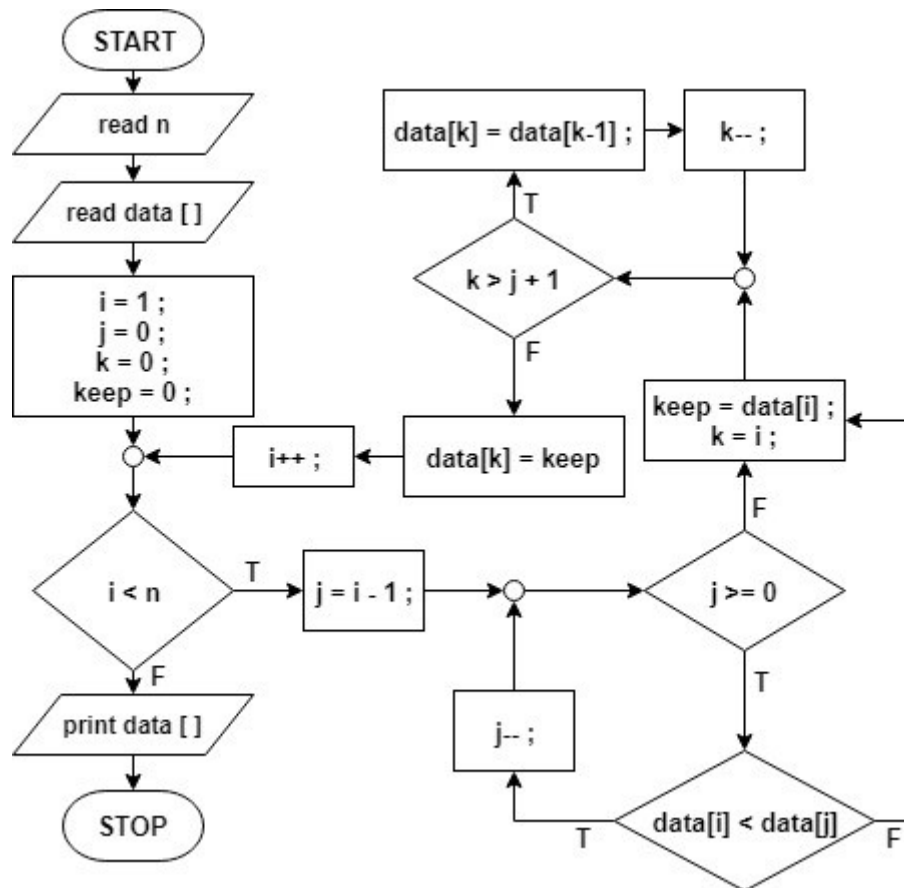 START
read n
read data [ ]
i = 1 ;
j = 0 ;
k = 0 ;
keep = 0 ;
i < n
T
F
print data [ ]
STOP
j = i - 1 ;
j >= 0
F
T
data[i] < data[j]
T
F
j-- ;
keep = data[i] ;
k = i ;
k > j + 1
T
F
data[k] = data[k-1] ;
k-- ;
data[k] = keep
i++ ;